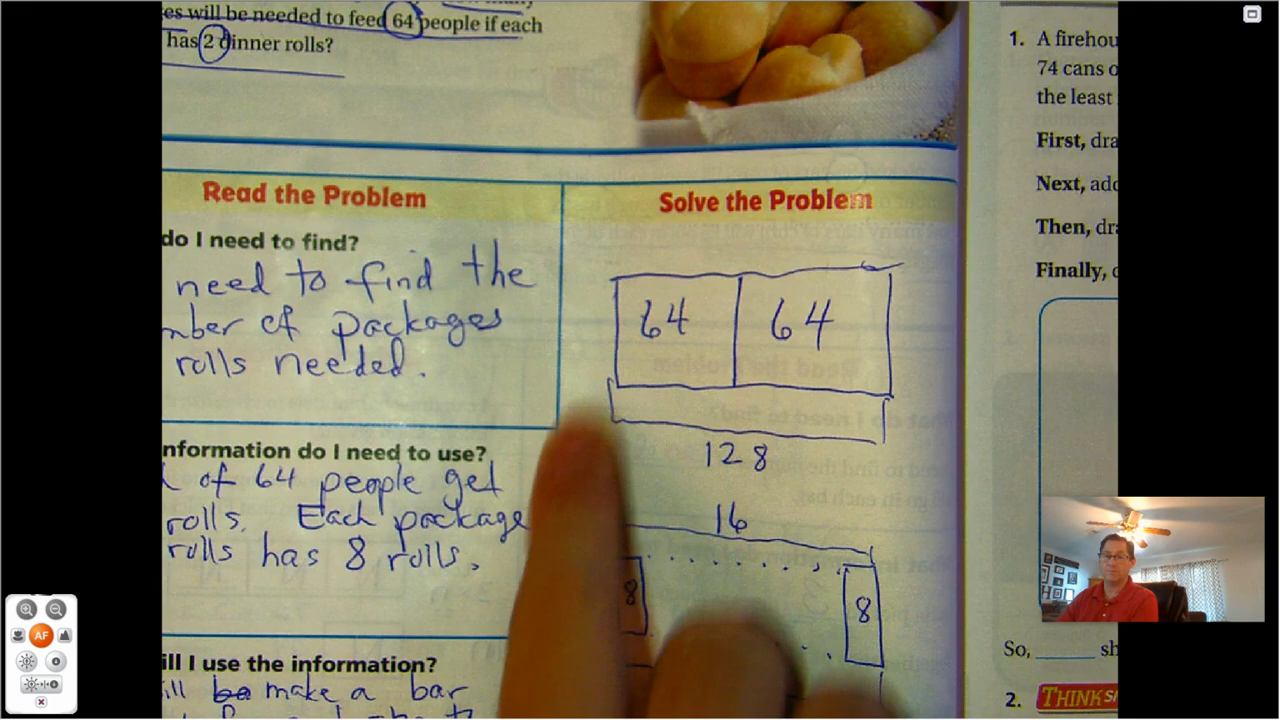 es will be needed to feed 64 people if each
has 2 dinner rolls?
Read the Problem
do I need to find?
need to find the
mber of packages
rolls needed.
nformation do I need to use?
of 64 people get
rolls. Each package
rolls has 8 rolls.
ill I use the information?
ill be make a bar
Solve the Problem
64 64
128
16
8 8
1. A firehou
74 cans o
the least
First, dra
Next, add
Then, dra
Finally, c
So, ______ sh
2. THINK
AF